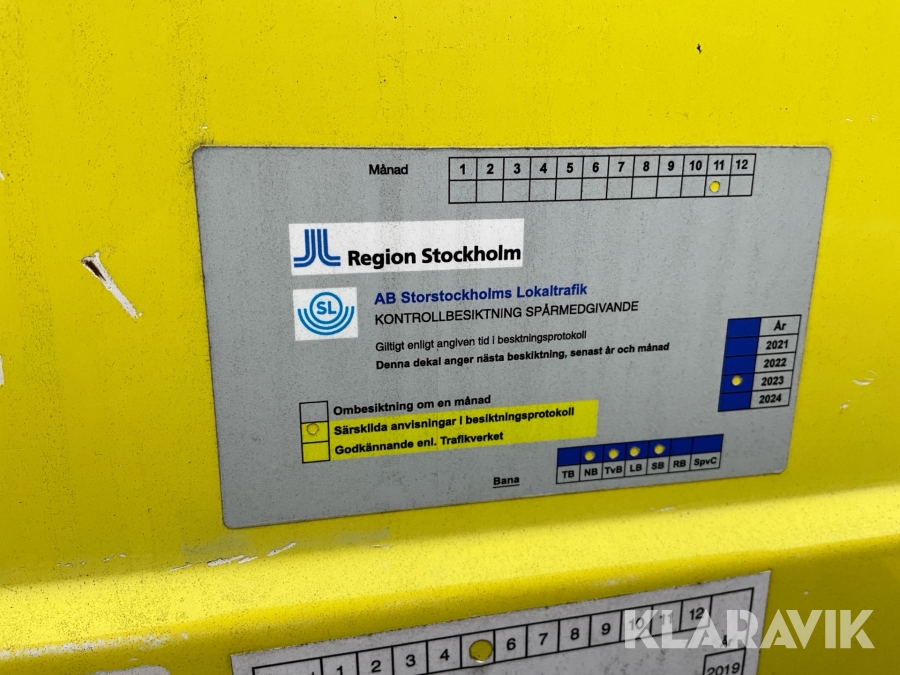 Månad 1 2 3 4 5 6 7 8 9 10 11 12
Region Stockholm
SL
AB Storstockholms Lokaltrafik
KONTROLLBESIKTNING SPÅRMEDGIVANDE
Giltigt enligt angiven tid i besktningsprotokoll
Denna dekal anger nästa beskiktning, senast år och månad
År
2021
2022
2023
2024
Ombesiktning om en månad
Särskilda anvisningar i besiktningsprotokoll
Godkännande enl. Trafikverket
Bana TB NB TvB LB SB RB SpvC
1 2 3 4 6 7 8 9 10 11 12
2019
KLARAVIK